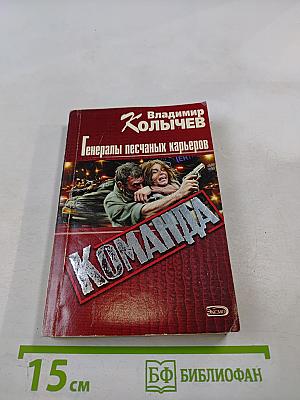 Владимир
Колычев
Генералы песчаных карьеров
КОМАНДА
ЭКСМО
15 см
БФ БИБЛИОФАН